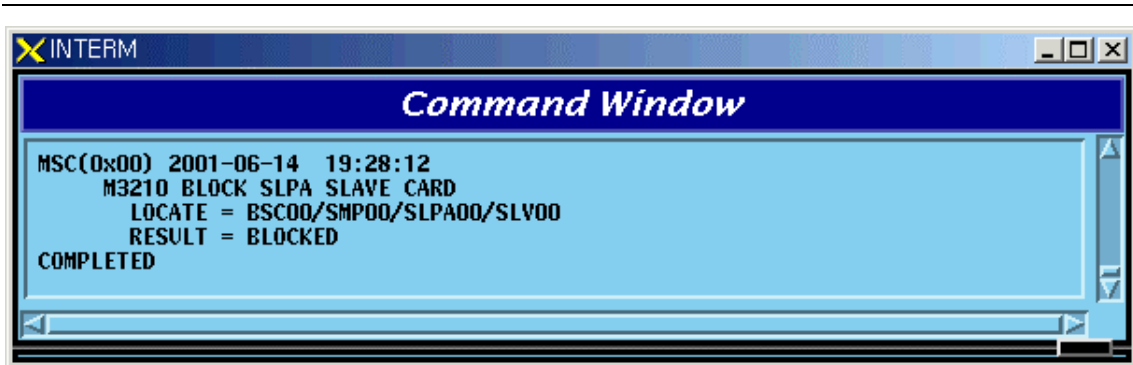 INTERM
Command Window
MSC(0x00) 2001-06-14 19:28:12
M3210 BLOCK SLPA SLAVE CARD
LOCATE = BSC00/SMP00/SLPA00/SLV00
RESULT = BLOCKED
COMPLETED